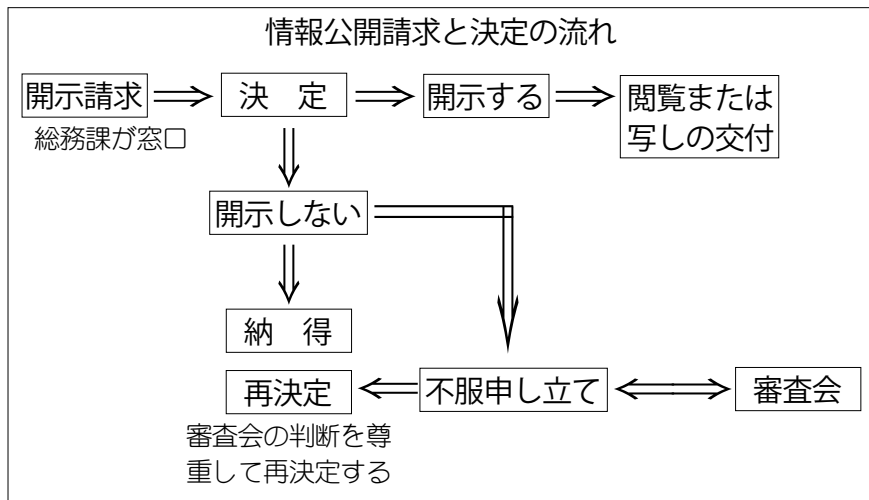 情報公開請求と決定の流れ
開示請求
決　定
開示する
閲覧または
写しの交付
総務課が窓口
開示しない
納　得
再決定
不服申し立て
審査会
審査会の判断を尊
重して再決定する